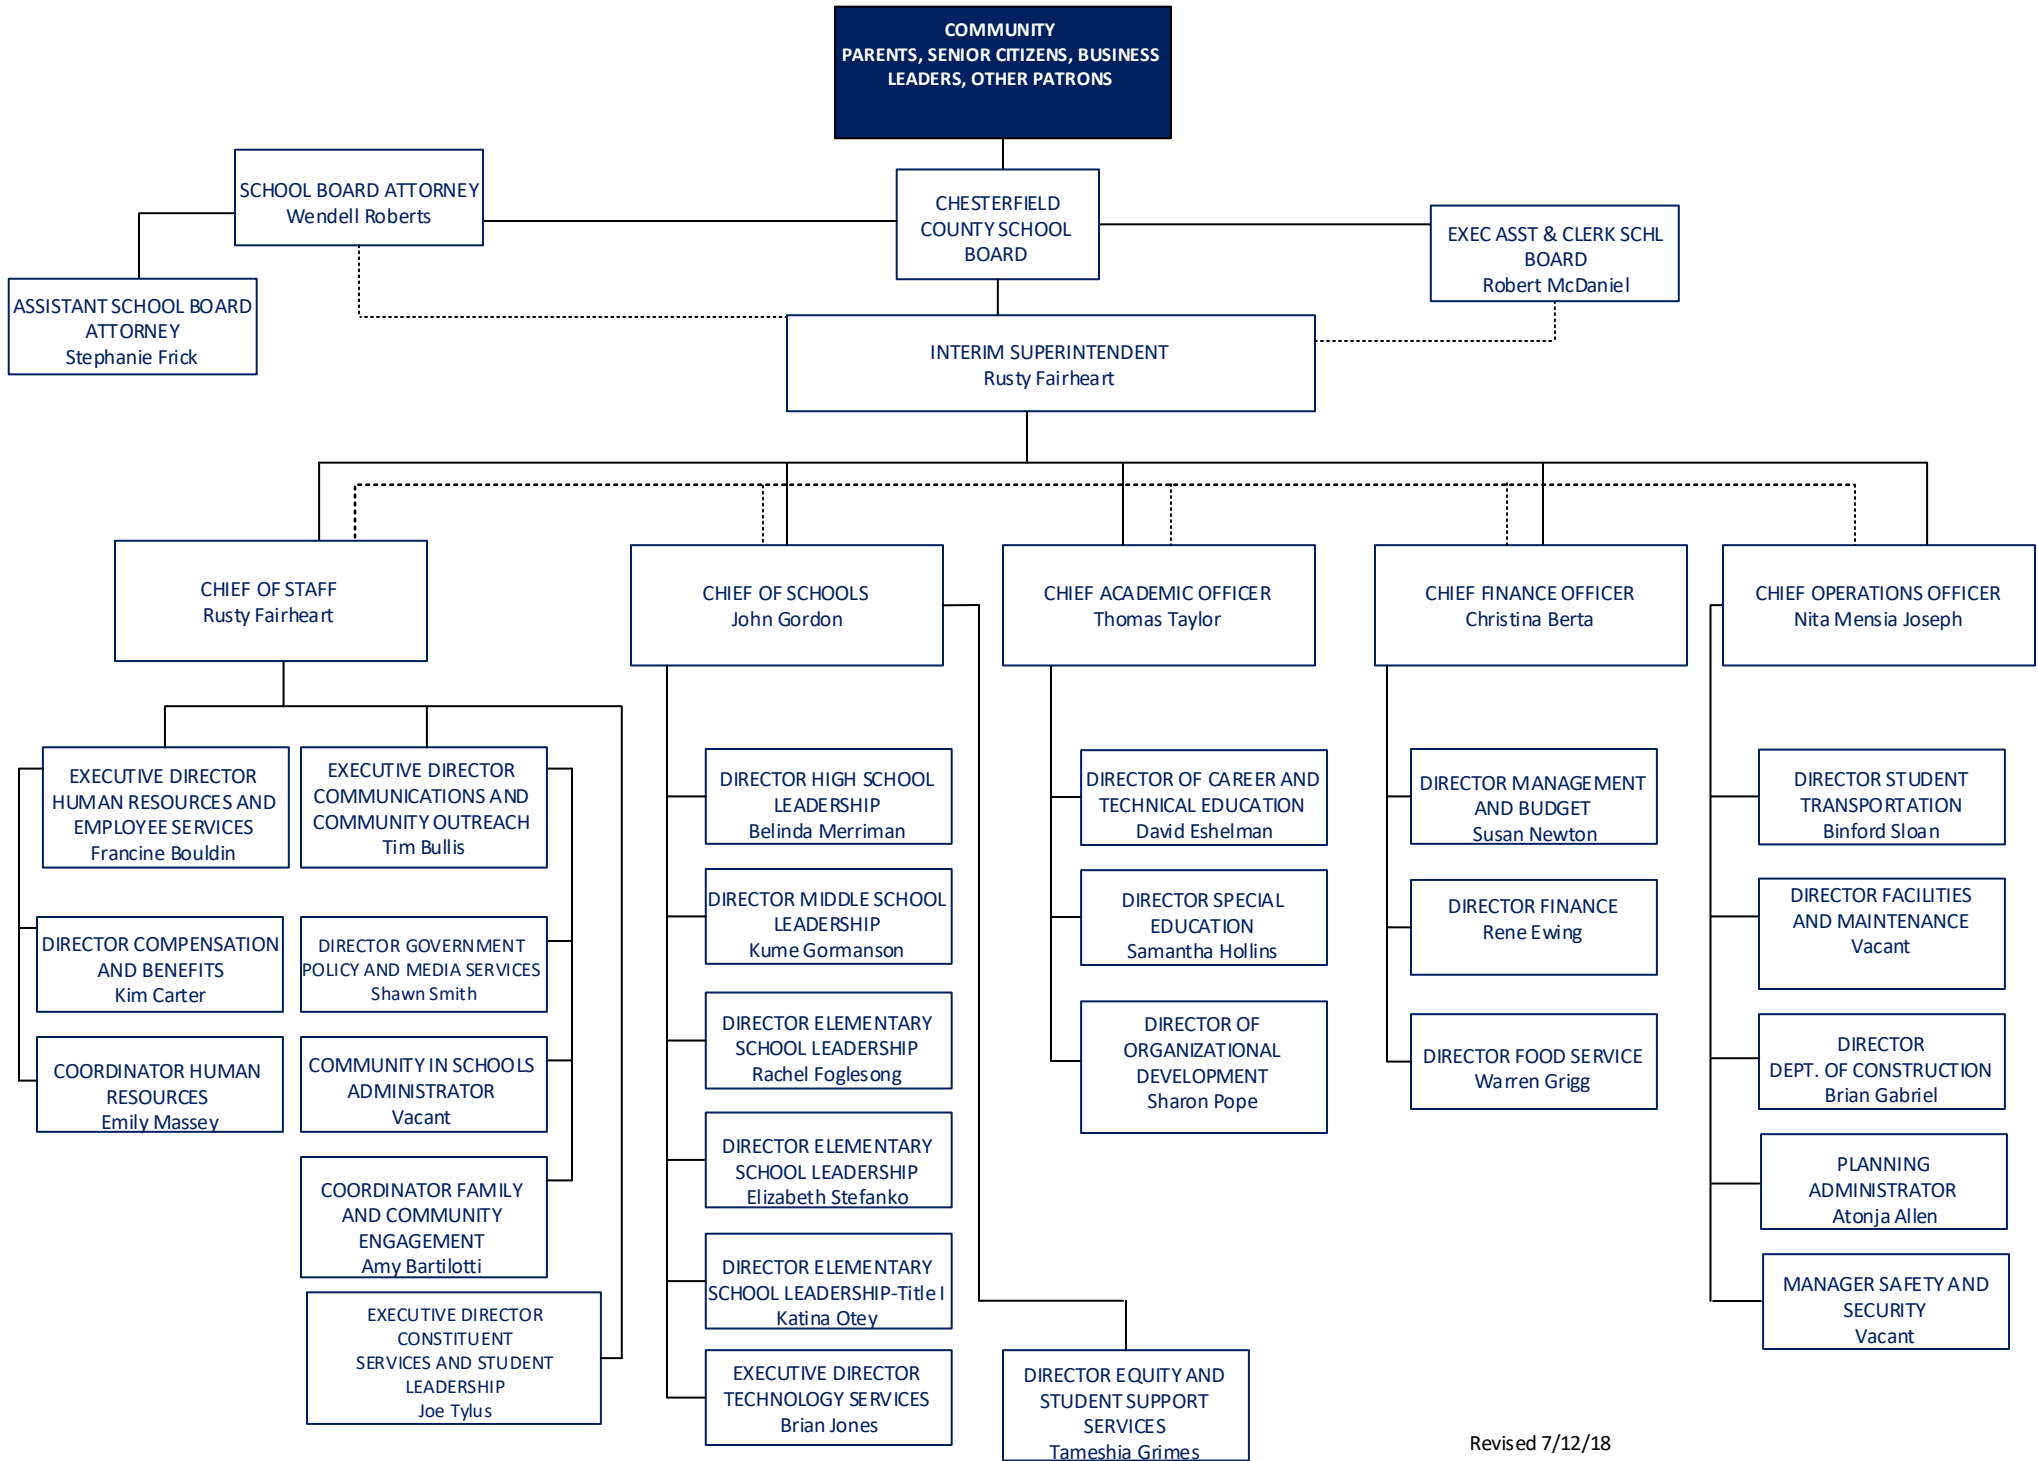 COMMUNITY
PARENTS, SENIOR CITIZENS, BUSINESS
LEADERS, OTHER PATRONS
SCHOOL BOARD ATTORNEY
Wendell Roberts
CHESTERFIELD
COUNTY SCHOOL
BOARD
EXEC ASST & CLERK SCHL
BOARD
Robert McDaniel
ASSISTANT SCHOOL BOARD
ATTORNEY
Stephanie Frick
INTERIM SUPERINTENDENT
Rusty Fairheart
CHIEF OF STAFF
Rusty Fairheart
CHIEF OF SCHOOLS
John Gordon
CHIEF ACADEMIC OFFICER
Thomas Taylor
CHIEF FINANCE OFFICER
Christina Berta
CHIEF OPERATIONS OFFICER
Nita Mensia Joseph
EXECUTIVE DIRECTOR
HUMAN RESOURCES AND
EMPLOYEE SERVICES
Francine Bouldin
DIRECTOR COMPENSATION
AND BENEFITS
Kim Carter
COORDINATOR HUMAN
RESOURCES
Emily Massey
EXECUTIVE DIRECTOR
COMMUNICATIONS AND
COMMUNITY OUTREACH
Tim Bullis
DIRECTOR GOVERNMENT
POLICY AND MEDIA SERVICES
Shawn Smith
COMMUNITY IN SCHOOLS
ADMINISTRATOR
Vacant
COORDINATOR FAMILY
AND COMMUNITY
ENGAGEMENT
Amy Bartilotti
EXECUTIVE DIRECTOR
CONSTITUENT
SERVICES AND STUDENT
LEADERSHIP
Joe Tylus
DIRECTOR HIGH SCHOOL
LEADERSHIP
Belinda Merriman
DIRECTOR MIDDLE SCHOOL
LEADERSHIP
Kume Gormanson
DIRECTOR ELEMENTARY
SCHOOL LEADERSHIP
Rachel Foglesong
DIRECTOR ELEMENTARY
SCHOOL LEADERSHIP
Elizabeth Stefanko
DIRECTOR ELEMENTARY
SCHOOL LEADERSHIP-Title I
Katina Otey
EXECUTIVE DIRECTOR
TECHNOLOGY SERVICES
Brian Jones
DIRECTOR EQUITY AND
STUDENT SUPPORT
SERVICES
Tameshia Grimes
DIRECTOR OF CAREER AND
TECHNICAL EDUCATION
David Eshelman
DIRECTOR SPECIAL
EDUCATION
Samantha Hollins
DIRECTOR OF
ORGANIZATIONAL
DEVELOPMENT
Sharon Pope
DIRECTOR MANAGEMENT
AND BUDGET
Susan Newton
DIRECTOR FINANCE
Rene Ewing
DIRECTOR FOOD SERVICE
Warren Grigg
DIRECTOR STUDENT
TRANSPORTATION
Binford Sloan
DIRECTOR FACILITIES
AND MAINTENANCE
Vacant
DIRECTOR
DEPT. OF CONSTRUCTION
Brian Gabriel
PLANNING
ADMINISTRATOR
Atonja Allen
MANAGER SAFETY AND
SECURITY
Vacant
Revised 7/12/18